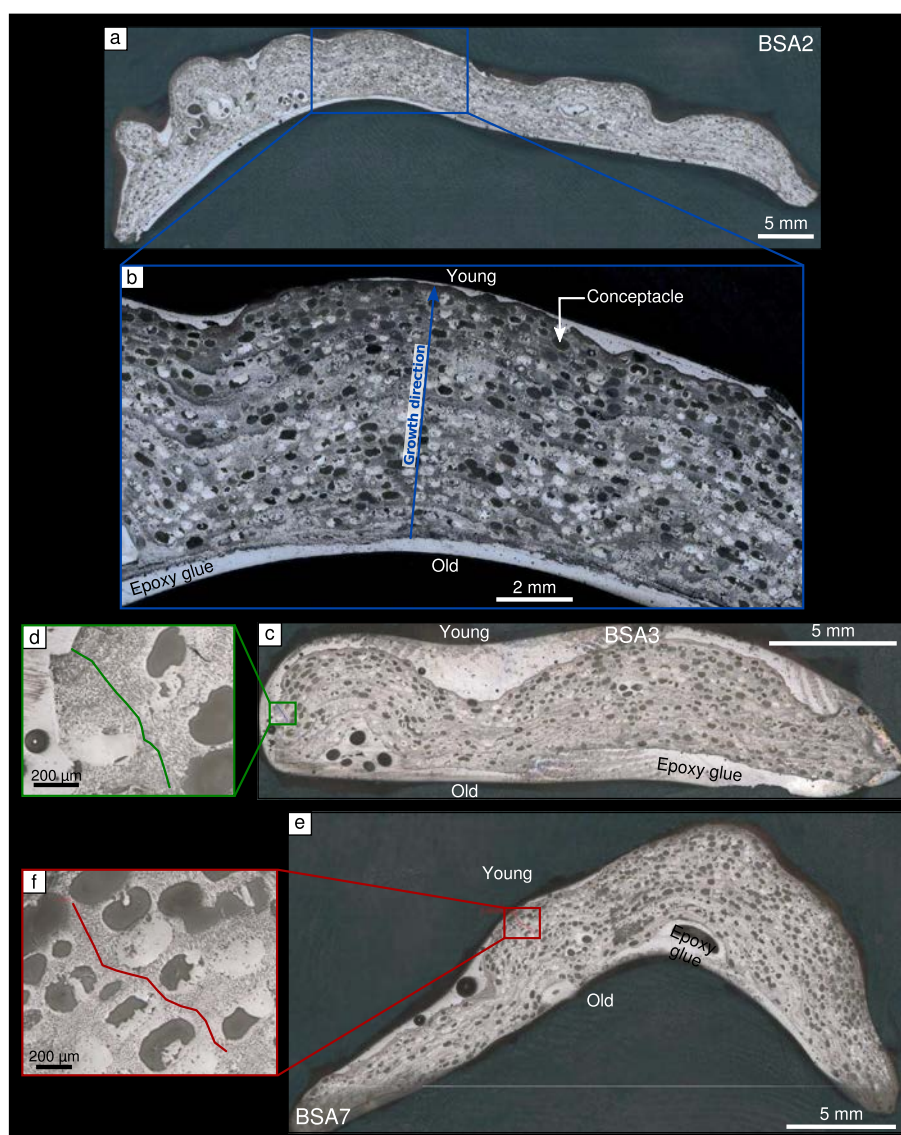 a
BSA2
5 mm
b
Young
Conceptacle
Growth direction
Old
Epoxy glue
2 mm
d
200 µm
c
Young
BSA3
5 mm
Epoxy glue
Old
e
Young
f
Epoxy
glue
Old
200 µm
BSA7
5 mm